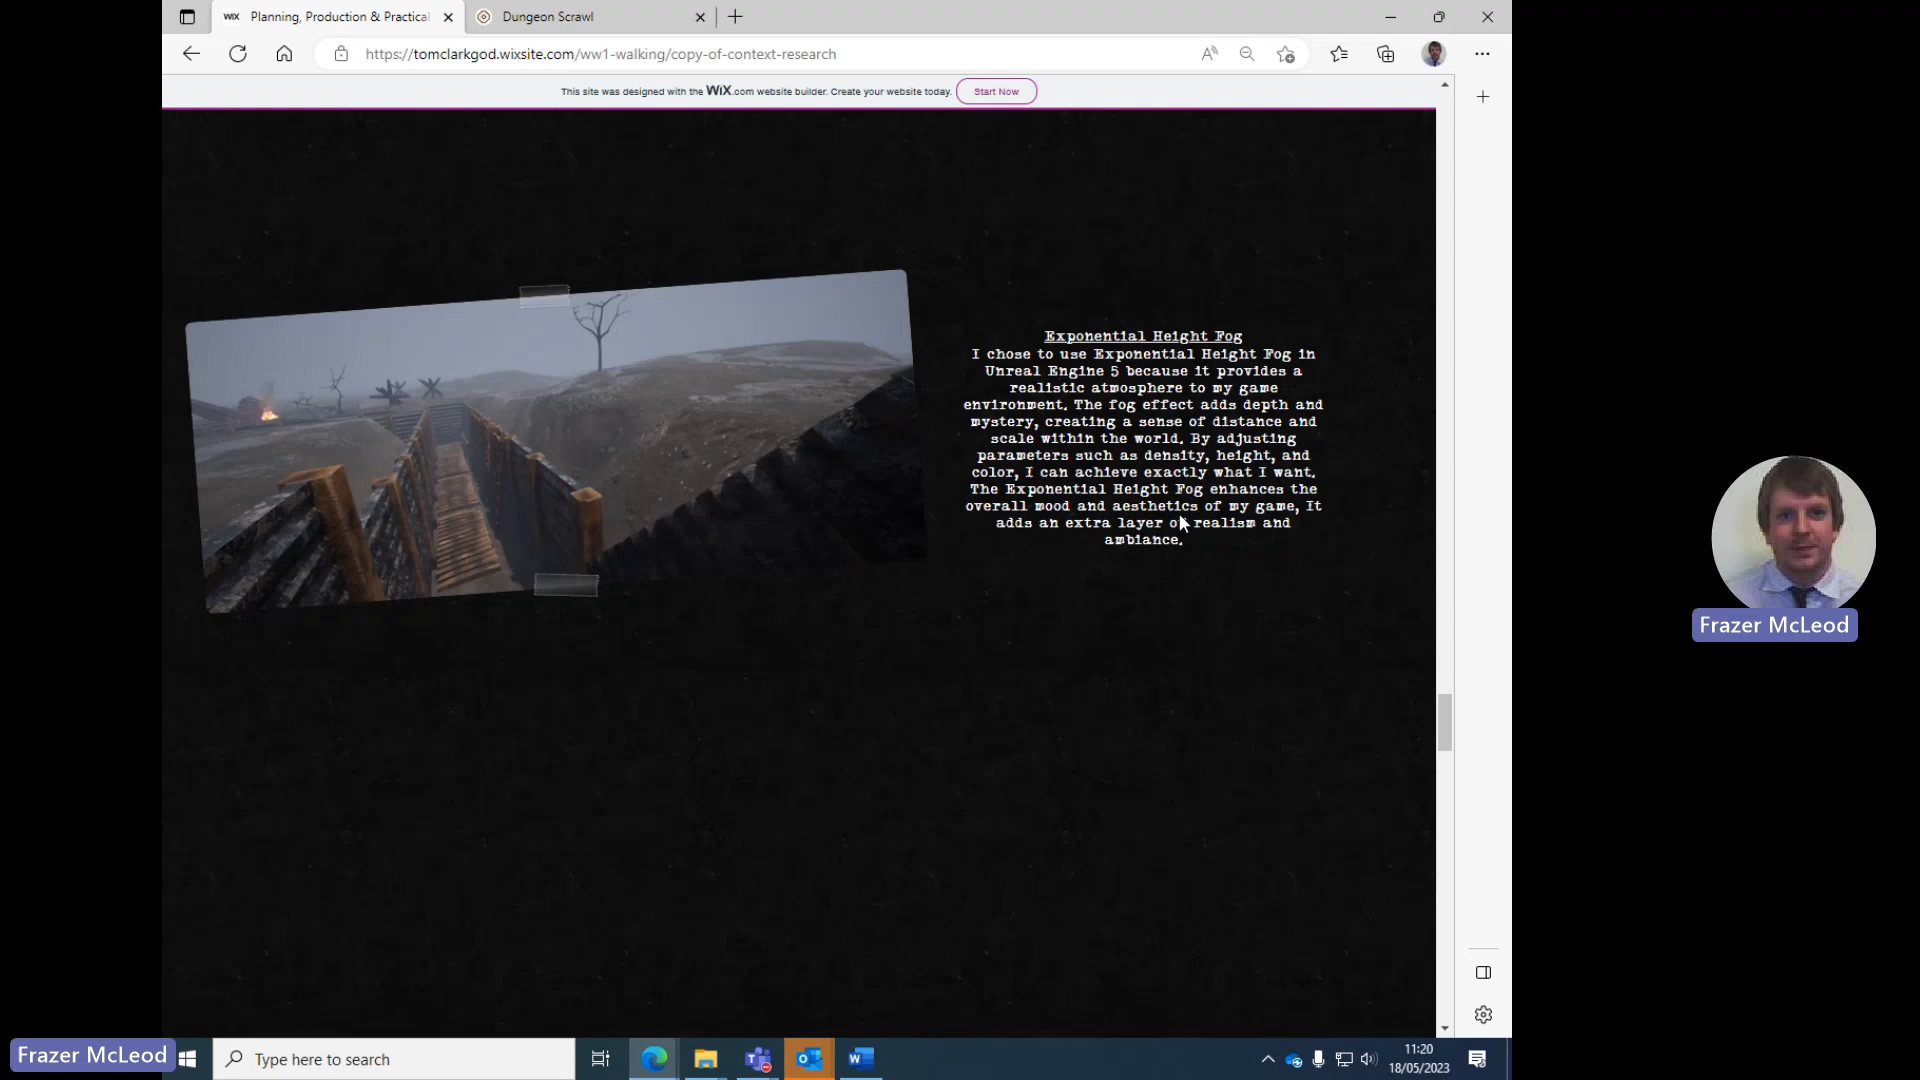 WiX Planning, Production & Practical
Dungeon Scrawl
https://tomclarkgod.wixsite.com/ww1-walking/copy-of-context-research
This site was designed with the WiX.com website builder. Create your website today.
Start Now
Exponential Height Fog
I chose to use Exponential Height Fog in
Unreal Engine 5 because it provides a
realistic atmosphere to my game
environment. The fog effect adds depth and
mystery, creating a sense of distance and
scale within the world. By adjusting
parameters such as density, height, and
color, I can achieve exactly what I want.
The Exponential Height Fog enhances the
overall mood and aesthetics of my game, It
adds an extra layer of realism and
ambiance.
Frazer McLeod
Frazer McLeod
Type here to search
11:20
18/05/2023